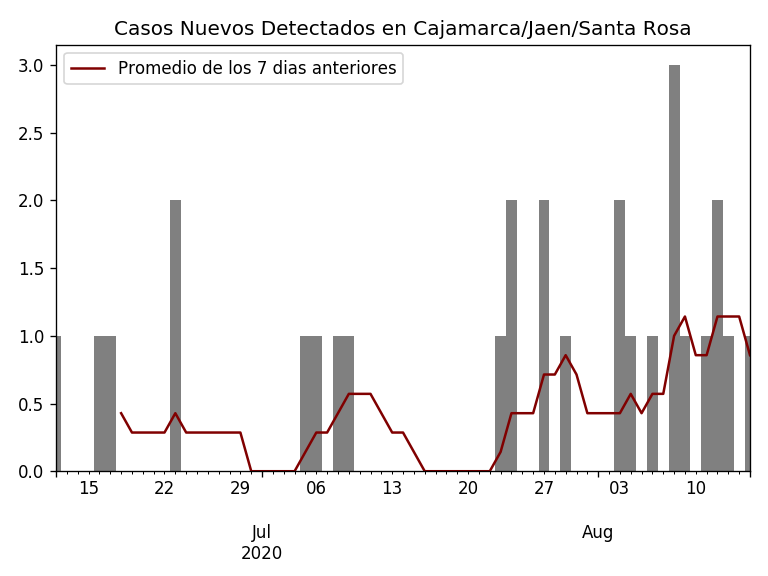 Casos Nuevos Detectados en Cajamarca/Jaen/Santa Rosa
Promedio de los 7 dias anteriores
3.0
2.5
2.0
1.5
1.0
0.5
0.0
15 22 29 06 13 20 27 03 10
Jul Aug
2020